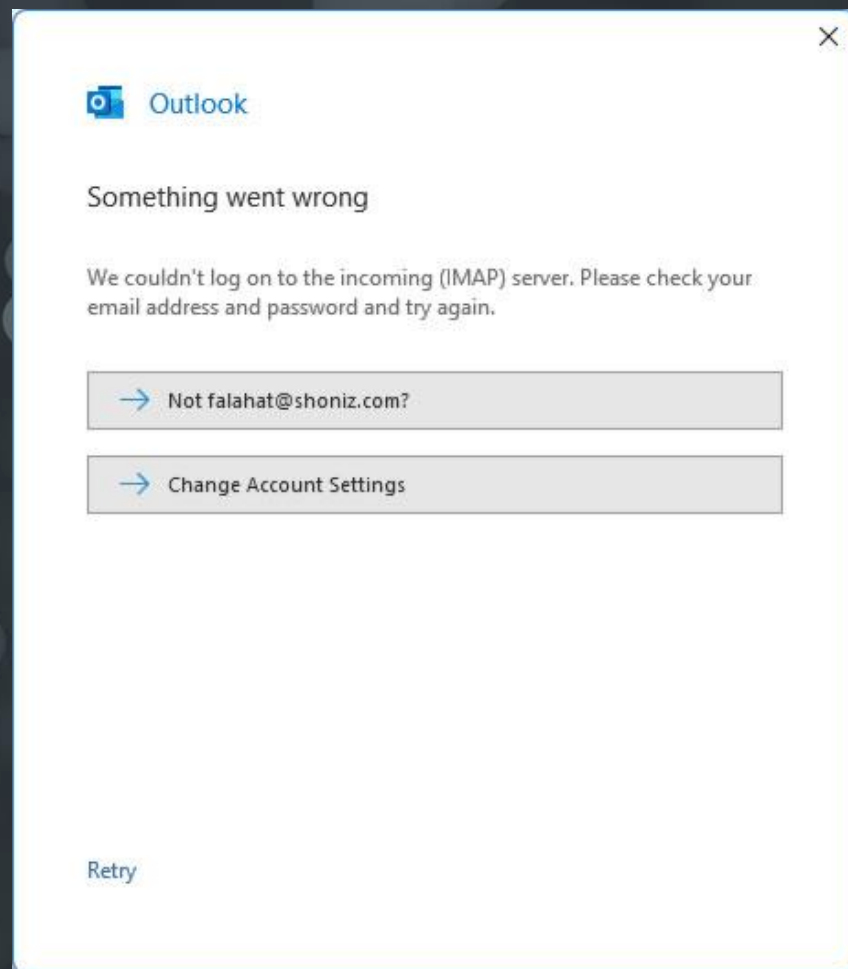 Outlook
Something went wrong
We couldn't log on to the incoming (IMAP) server. Please check your
email address and password and try again.
Not falahat@shoniz.com?
Change Account Settings
Retry